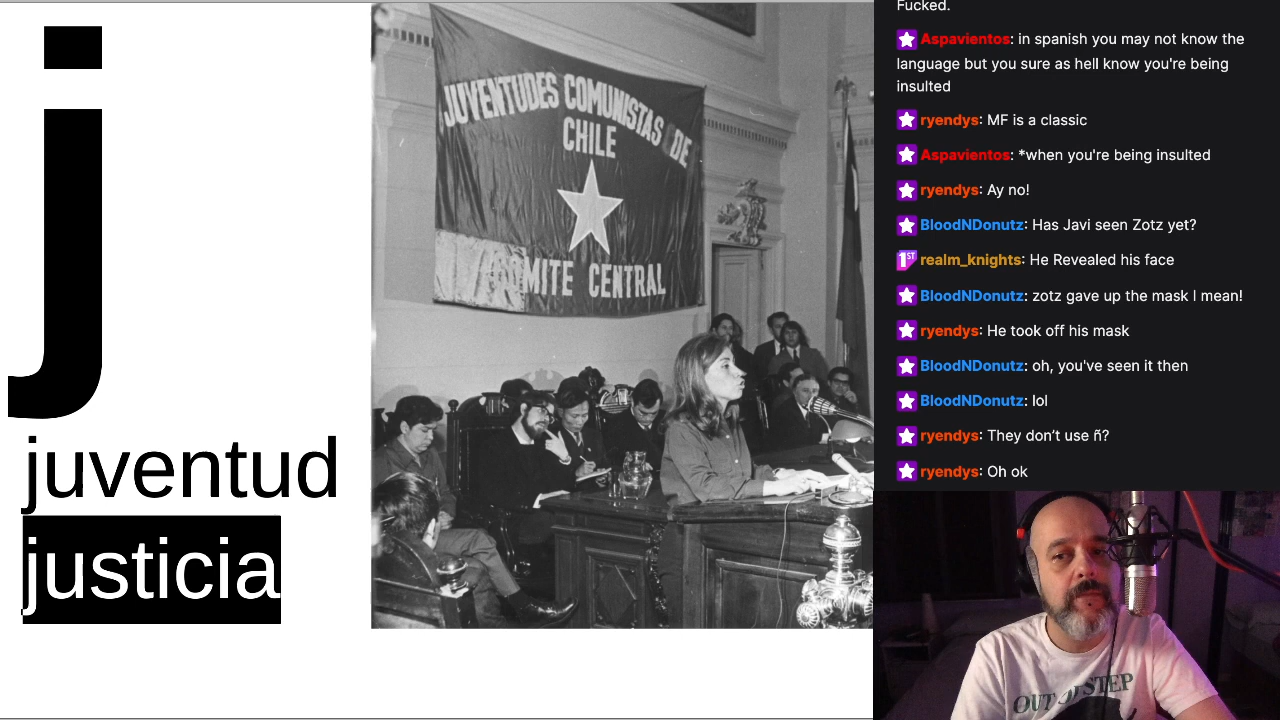 j
juventud
justicia
JUVENTUDES COMUNISTAS DE
CHILE
COMITE CENTRAL
Fucked.
Aspavientos: in spanish you may not know the
language but you sure as hell know you're being
insulted
ryendys: MF is a classic
Aspavientos: *when you're being insulted
ryendys: Ay no!
BloodNDonutz: Has Javi seen Zotz yet?
1ST realm_knights: He Revealed his face
BloodNDonutz: zotz gave up the mask I mean!
ryendys: He took off his mask
BloodNDonutz: oh, you've seen it then
BloodNDonutz: lol
ryendys: They don’t use ñ?
ryendys: Oh ok
OUT OF STEP